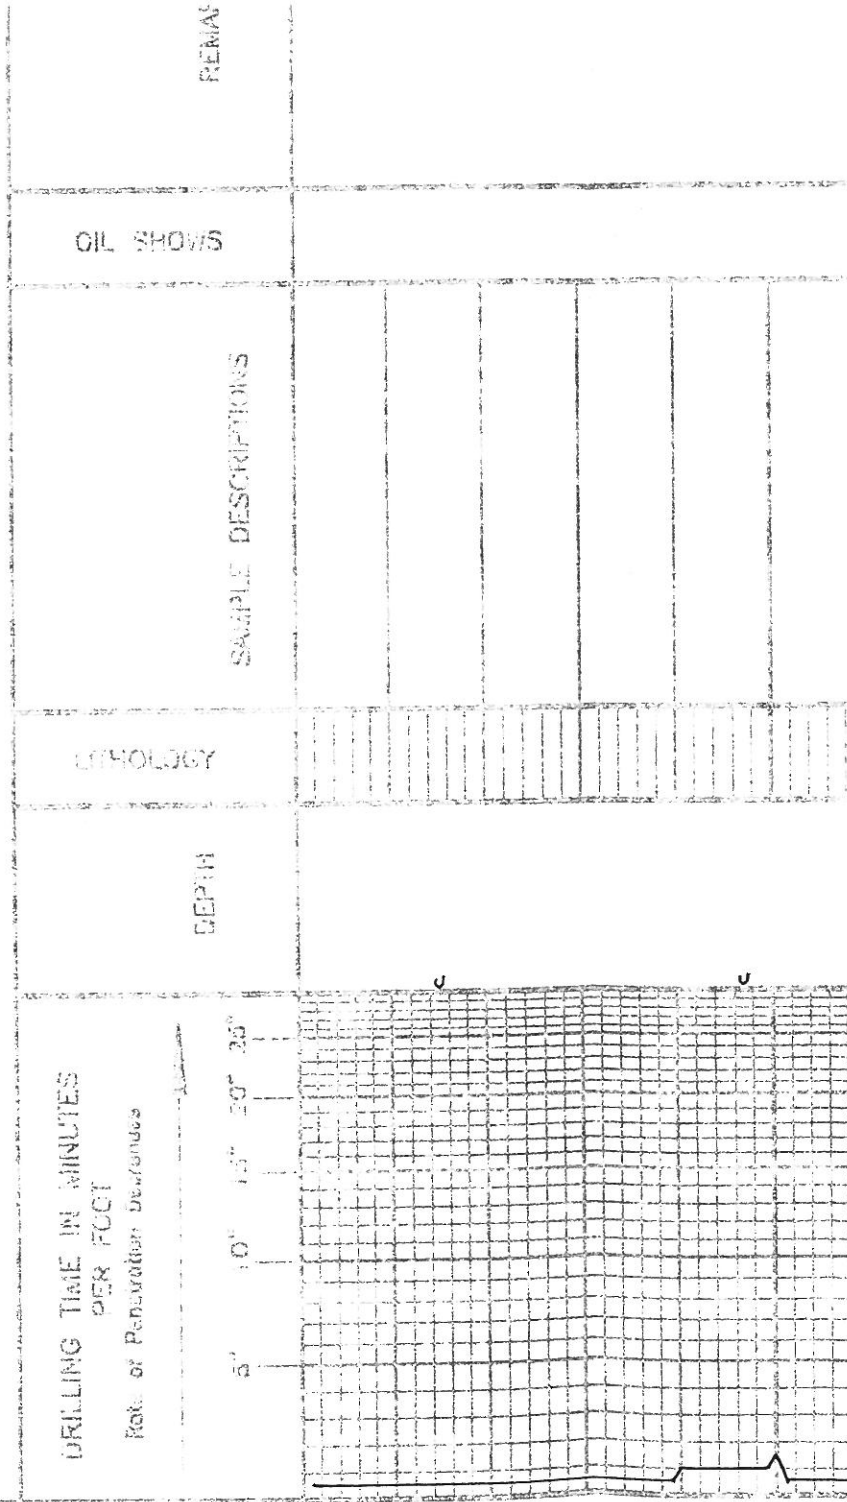 DRILLING TIME IN MINUTES
PER FOOT
Rate of Penetration Decreases
5" 10" 15" 20" 25"
DEPTH
LITHOLOGY
SAMPLE DESCRIPTIONS
OIL SHOWS